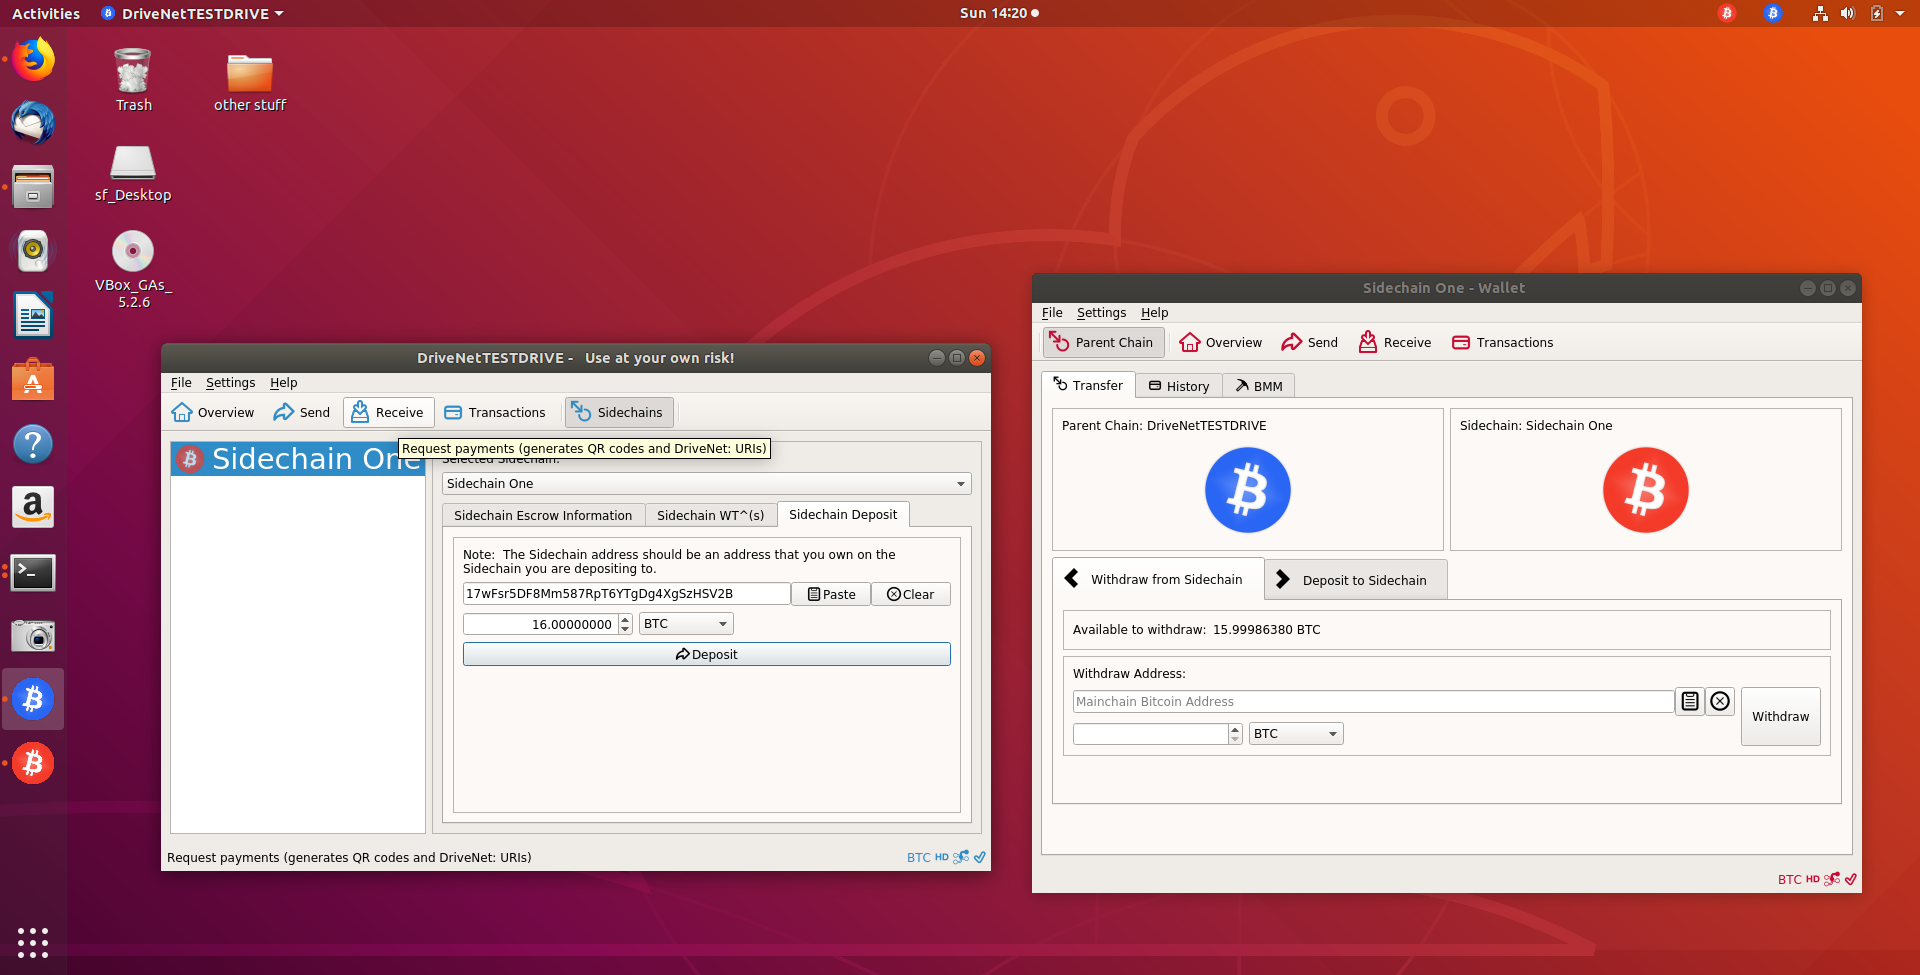 Activities
DriveNetTESTDRIVE
Sun 14:20
Trash
other stuff
sf_Desktop
VBox_GAs_
5.2.6
DriveNetTESTDRIVE - Use at your own risk!
File Settings Help
Overview Send Receive Transactions Sidechains
Request payments (generates QR codes and DriveNet: URIs)
Sidechain One
Selected Sidechain:
Sidechain One
Sidechain Escrow Information Sidechain WT^(s) Sidechain Deposit
Note: The Sidechain address should be an address that you own on the
Sidechain you are depositing to.
17wFsr5DF8Mm587RpT6YTgDg4XgSzHSV2B Paste Clear
16.00000000 BTC
Deposit
Request payments (generates QR codes and DriveNet: URIs)
BTC HD
Sidechain One - Wallet
File Settings Help
Parent Chain Overview Send Receive Transactions
Transfer History BMM
Parent Chain: DriveNetTESTDRIVE
Sidechain: Sidechain One
Withdraw from Sidechain Deposit to Sidechain
Available to withdraw: 15.99986380 BTC
Withdraw Address:
Mainchain Bitcoin Address
Withdraw
BTC
BTC HD